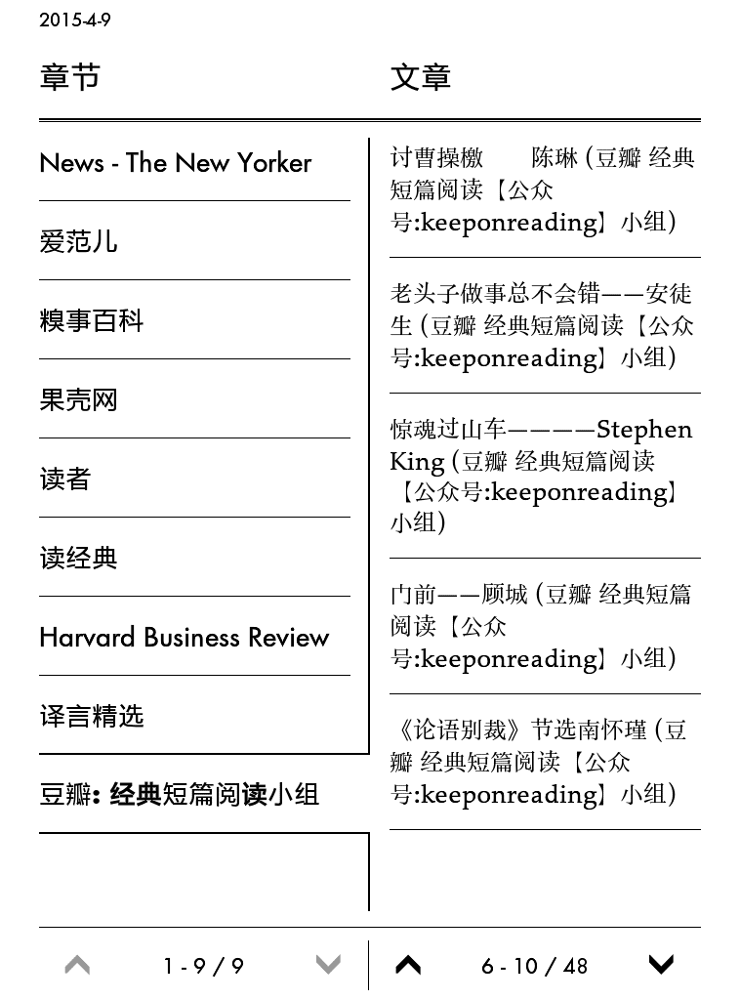 2015-4-9
章节
文章
News - The New Yorker
爱范儿
糗事百科
果壳网
读者
读经典
Harvard Business Review
译言精选
豆瓣: 经典短篇阅读小组
讨曹操檄　　陈琳 (豆瓣 经典
短篇阅读【公众
号:keeponreading】小组)
老头子做事总不会错——安徒
生 (豆瓣 经典短篇阅读【公众
号:keeponreading】小组)
惊魂过山车————Stephen
King (豆瓣 经典短篇阅读
【公众号:keeponreading】
小组)
门前——顾城 (豆瓣 经典短篇
阅读【公众
号:keeponreading】小组)
《论语别裁》节选南怀瑾 (豆
瓣 经典短篇阅读【公众
号:keeponreading】小组)
1 - 9 / 9
6 - 10 / 48